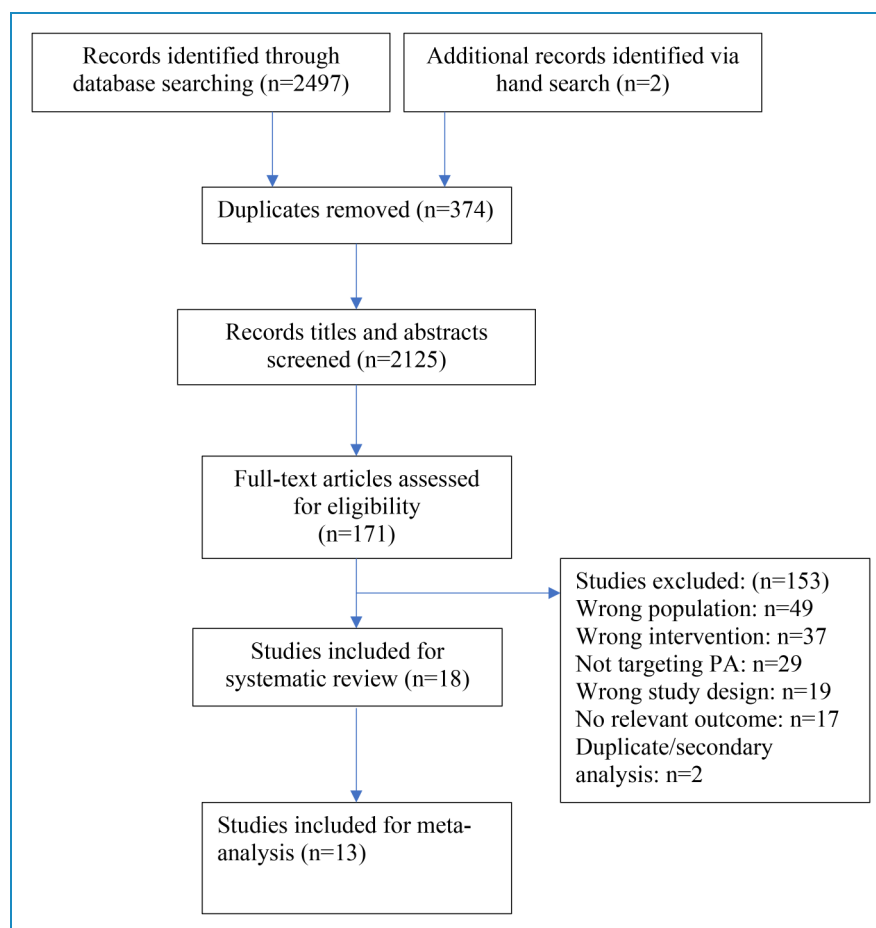 Records identified through
database searching (n=2497)
Additional records identified via
hand search (n=2)
Duplicates removed (n=374)
Records titles and abstracts
screened (n=2125)
Full-text articles assessed
for eligibility
(n=171)
Studies excluded: (n=153)
Wrong population: n=49
Wrong intervention: n=37
Not targeting PA: n=29
Wrong study design: n=19
No relevant outcome: n=17
Duplicate/secondary
analysis: n=2
Studies included for
systematic review (n=18)
Studies included for meta-
analysis (n=13)